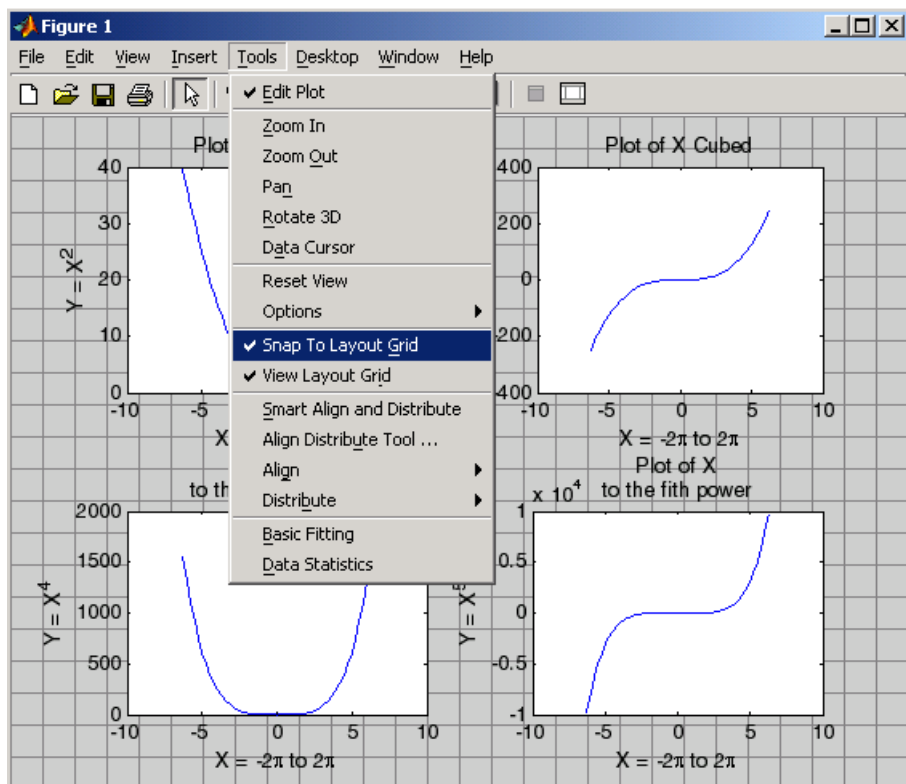 Figure 1
File Edit View Insert Tools Desktop Window Help
Edit Plot
Zoom In
Zoom Out
Pan
Rotate 3D
Data Cursor
Reset View
Options
Snap To Layout Grid
View Layout Grid
Smart Align and Distribute
Align Distribute Tool ...
Align
Distribute
Basic Fitting
Data Statistics
Plot
40
30
20
10
0
Y = X²
-10 -5
X
Plot of X Cubed
400
200
0
-200
-400
-10 -5 0 5 10
X = -2π to 2π
to th
2000
1500
1000
500
0
Y = X⁴
-10 -5 0 5 10
X = -2π to 2π
Plot of X
to the fith power
x 10⁴
1
0.5
0
-0.5
-1
Y = X⁵
-10 -5 0 5 10
X = -2π to 2π